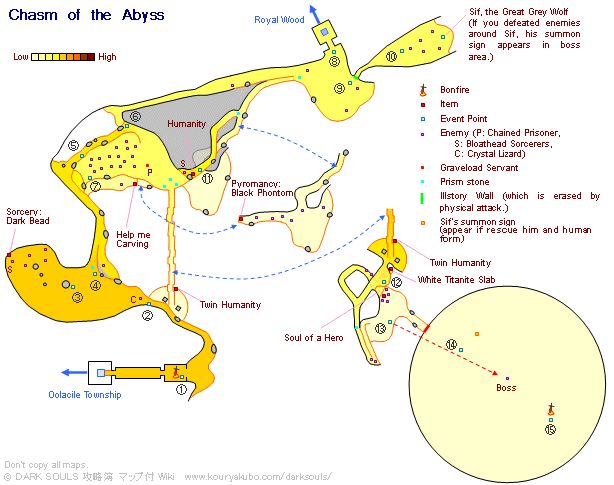 Chasm of the Abyss
Low
High
Royal Wood
Sif, the Great Grey Wolf
(If you defeated enemies
around Sif, his summon
sign appears in boss
area.)
Bonfire
Item
Event Point
Enemy (P: Chained Prisoner,
S: Bloathead Sorcerers,
C: Crystal Lizard)
Graveload Servant
Prism stone
Illstory Wall (which is erased by
physical attack.)
Sif's summon sign
(appear if rescue him and human
form)
⑧
⑨
⑩
⑥
Humanity
⑤
S
P
⑦
⑪
Pyromancy:
Black Phantom
Help me
Carving
Sorcery:
Dark Bead
S
④
③
C
②
Twin Humanity
Twin Humanity
White Titanite Slab
⑫
Soul of a Hero
⑬
⑭
Boss
⑮
Oolacile Township
①
Don't copy all maps.
© DARK SOULS 攻略簿 マップ付 Wiki www.kouryakubo.com/darksouls/